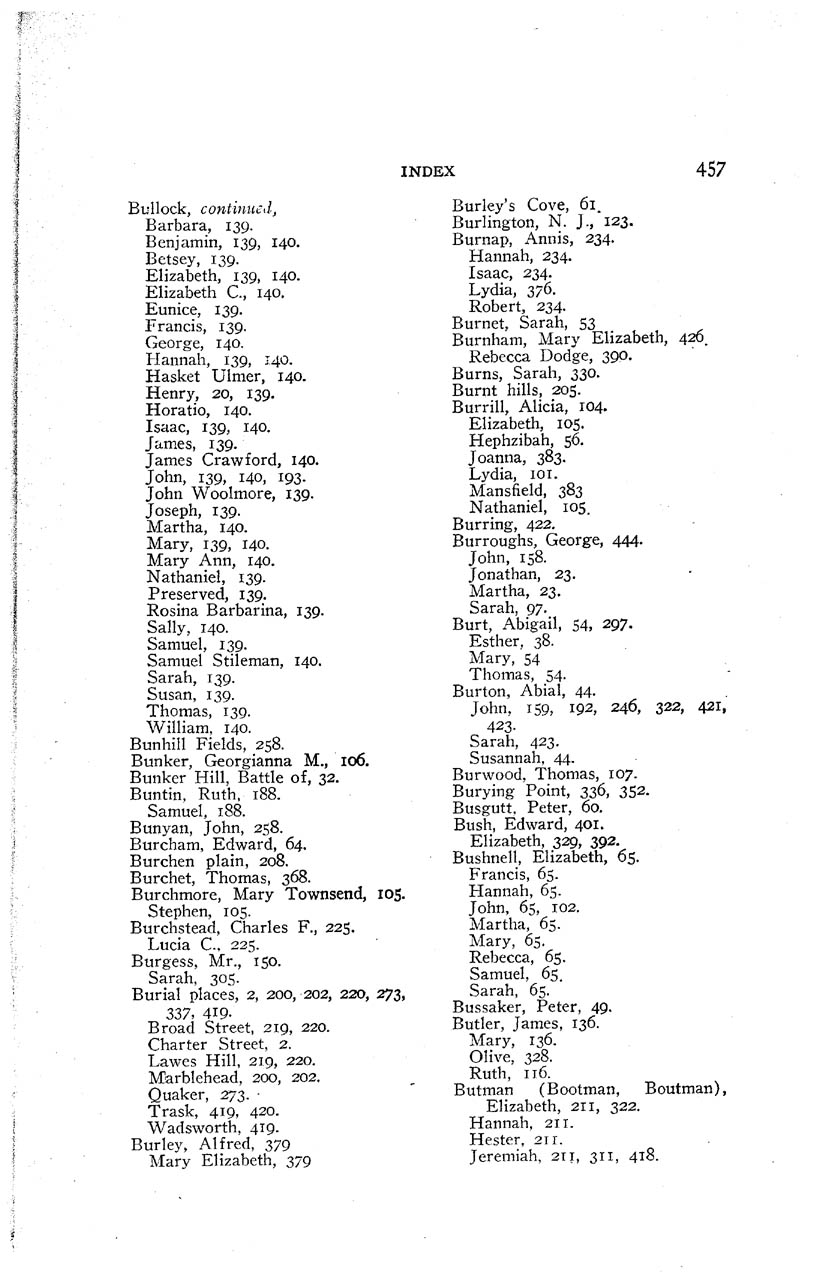 INDEX 457
Bullock, continued,
Barbara, 139.
Benjamin, 139, 140.
Betsey, 139.
Elizabeth, 139, 140.
Elizabeth C., 140.
Eunice, 139.
Francis, 139.
George, 140.
Hannah, 139, 140.
Hasket Ulmer, 140.
Henry, 20, 139.
Horatio, 140.
Isaac, 139, 140.
James, 139.
James Crawford, 140.
John, 139, 140, 193.
John Woolmore, 139.
Joseph, 139.
Martha, 140.
Mary, 139, 140.
Mary Ann, 140.
Nathaniel, 139.
Preserved, 139.
Rosina Barbarina, 139.
Sally, 140.
Samuel, 139.
Samuel Stileman, 140.
Sarah, 139.
Susan, 139.
Thomas, 139.
William, 140.
Bunhill Fields, 258.
Bunker, Georgianna M., 106.
Bunker Hill, Battle of, 32.
Buntin, Ruth, 188.
Samuel, 188.
Bunyan, John, 258.
Burcham, Edward, 64.
Burchen plain, 208.
Burchet, Thomas, 368.
Burchmore, Mary Townsend, 105.
Stephen, 105.
Burchstead, Charles F., 225.
Lucia C., 225.
Burgess, Mr., 150.
Sarah, 305.
Burial places, 2, 200, 202, 220, 273,
337, 419.
Broad Street, 219, 220.
Charter Street, 2.
Lawes Hill, 219, 220.
Marblehead, 200, 202.
Quaker, 273.
Trask, 419, 420.
Wadsworth, 419.
Burley, Alfred, 379
Mary Elizabeth, 379
Burley's Cove, 61.
Burlington, N. J., 123.
Burnap, Annis, 234.
Hannah, 234.
Isaac, 234.
Lydia, 376.
Robert, 234.
Burnet, Sarah, 53
Burnham, Mary Elizabeth, 426.
Rebecca Dodge, 390.
Burns, Sarah, 330.
Burnt hills, 205.
Burrill, Alicia, 104.
Elizabeth, 105.
Hephzibah, 56.
Joanna, 383.
Lydia, 101.
Mansfield, 383
Nathaniel, 105.
Burring, 422.
Burroughs, George, 444.
John, 158.
Jonathan, 23.
Martha, 23.
Sarah, 97.
Burt, Abigail, 54, 297.
Esther, 38.
Mary, 54
Thomas, 54.
Burton, Abial, 44.
John, 159, 192, 246, 322, 421,
423.
Sarah, 423.
Susannah, 44.
Burwood, Thomas, 107.
Burying Point, 336, 352.
Busgutt, Peter, 60.
Bush, Edward, 401.
Elizabeth, 329, 392.
Bushnell, Elizabeth, 65.
Francis, 65.
Hannah, 65.
John, 65, 102.
Martha, 65.
Mary, 65.
Rebecca, 65.
Samuel, 65.
Sarah, 65.
Bussaker, Peter, 49.
Butler, James, 136.
Mary, 136.
Olive, 328.
Ruth, 116.
Butman (Bootman, Boutman),
Elizabeth, 211, 322.
Hannah, 211.
Hester, 211.
Jeremiah, 211, 311, 418.